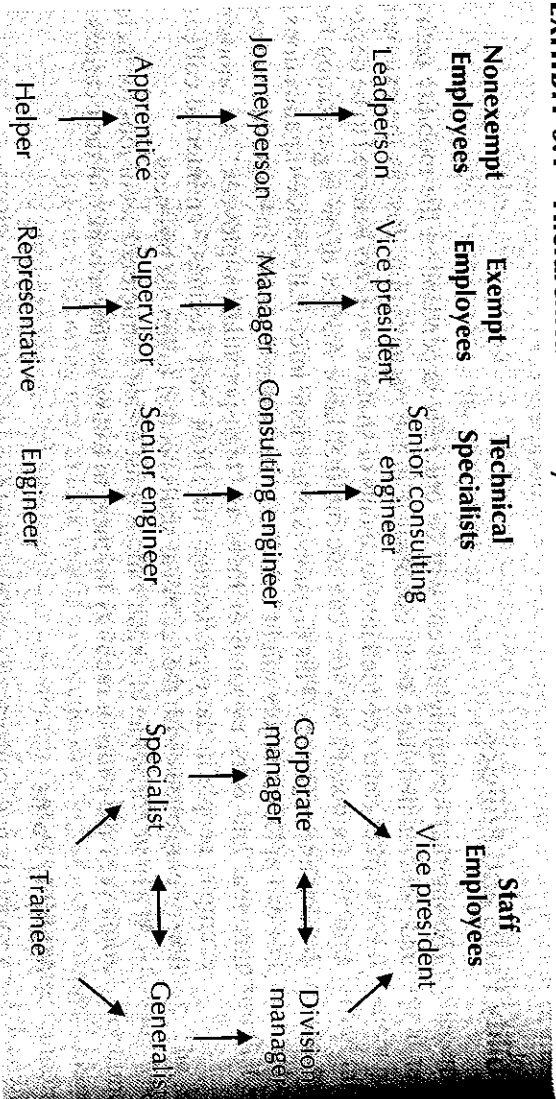 Nonexempt
Employees
Leadperson
Journeyperson
Apprentice
Helper
Exempt
Employees
Vice president
Manager
Supervisor
Representative
Technical
Specialists
Senior consulting
engineer
Consulting engineer
Senior engineer
Engineer
Staff
Employees
Vice president
Corporate
manager
Division
manager
Specialist
Generalist
Trainee